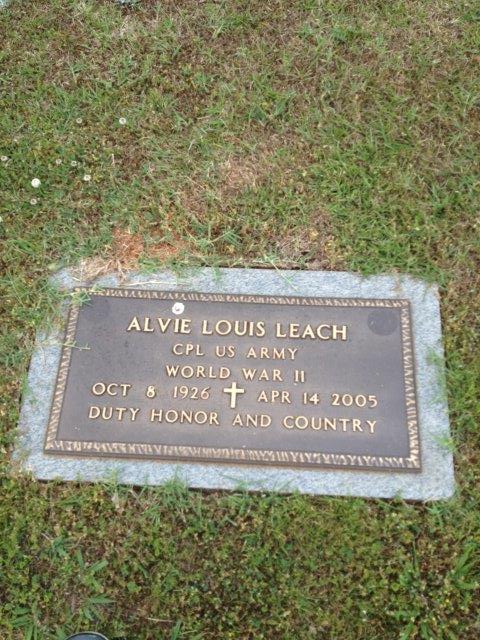 ALVIE LOUIS LEACH
CPL US ARMY
WORLD WAR II
OCT 8 1926 ✝ APR 14 2005
DUTY HONOR AND COUNTRY